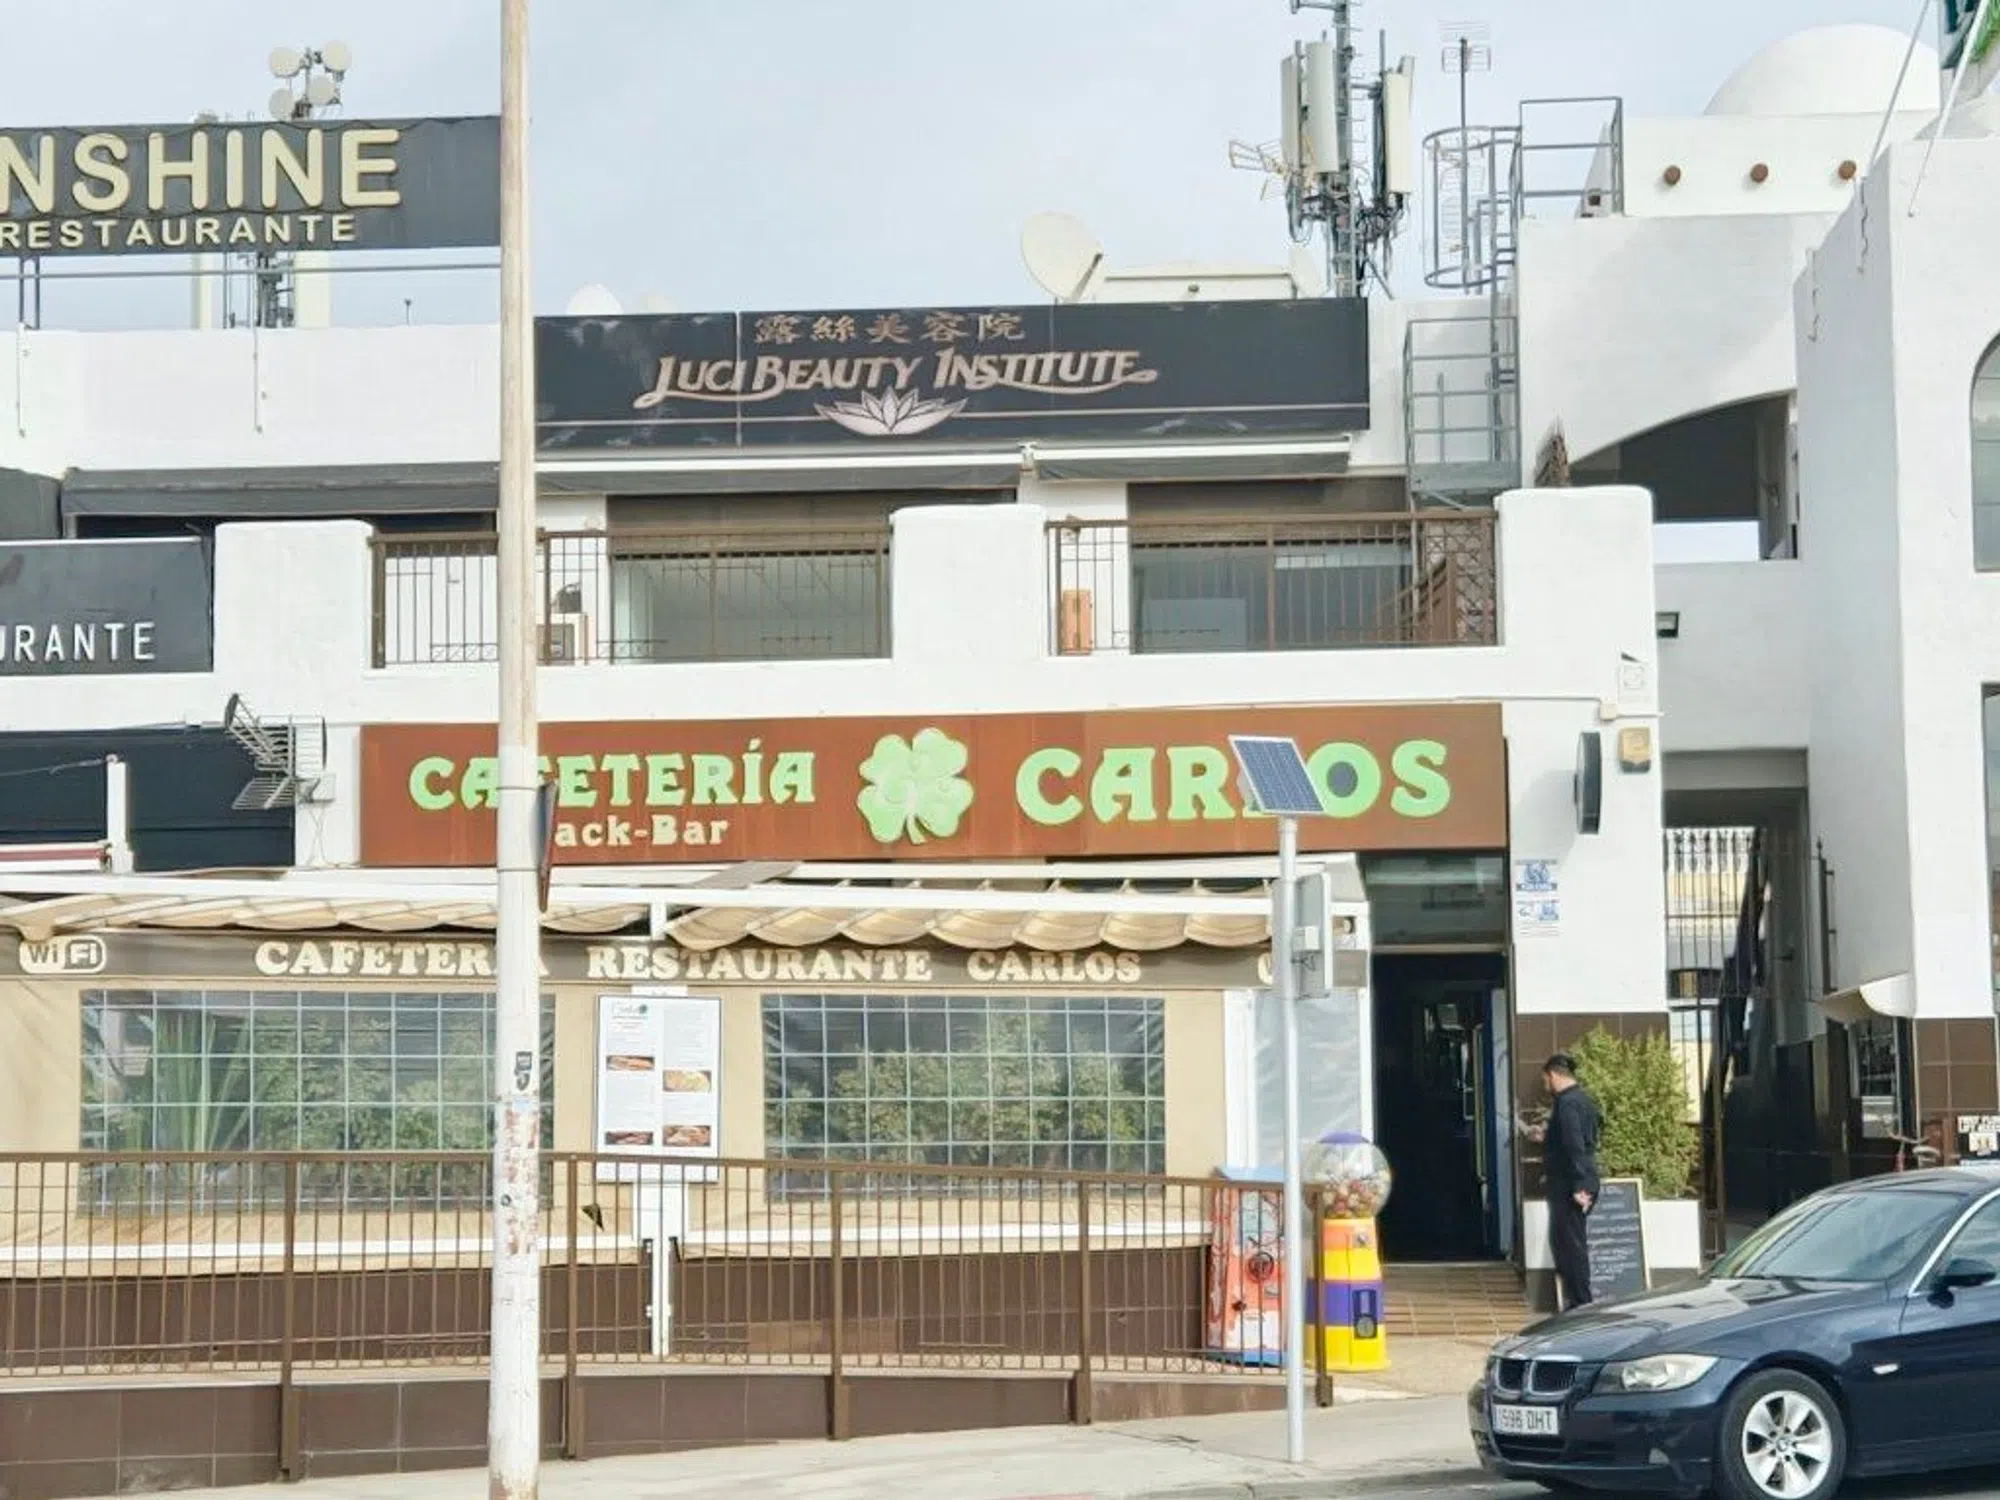 NSHINE
RESTAURANTE
露絲美容院
LUCI BEAUTY INSTITUTE
URANTE
CAFETERÍA CARLOS
ack-Bar
WiFi
CAFETERIA RESTAURANTE CARLOS
1596 DHT